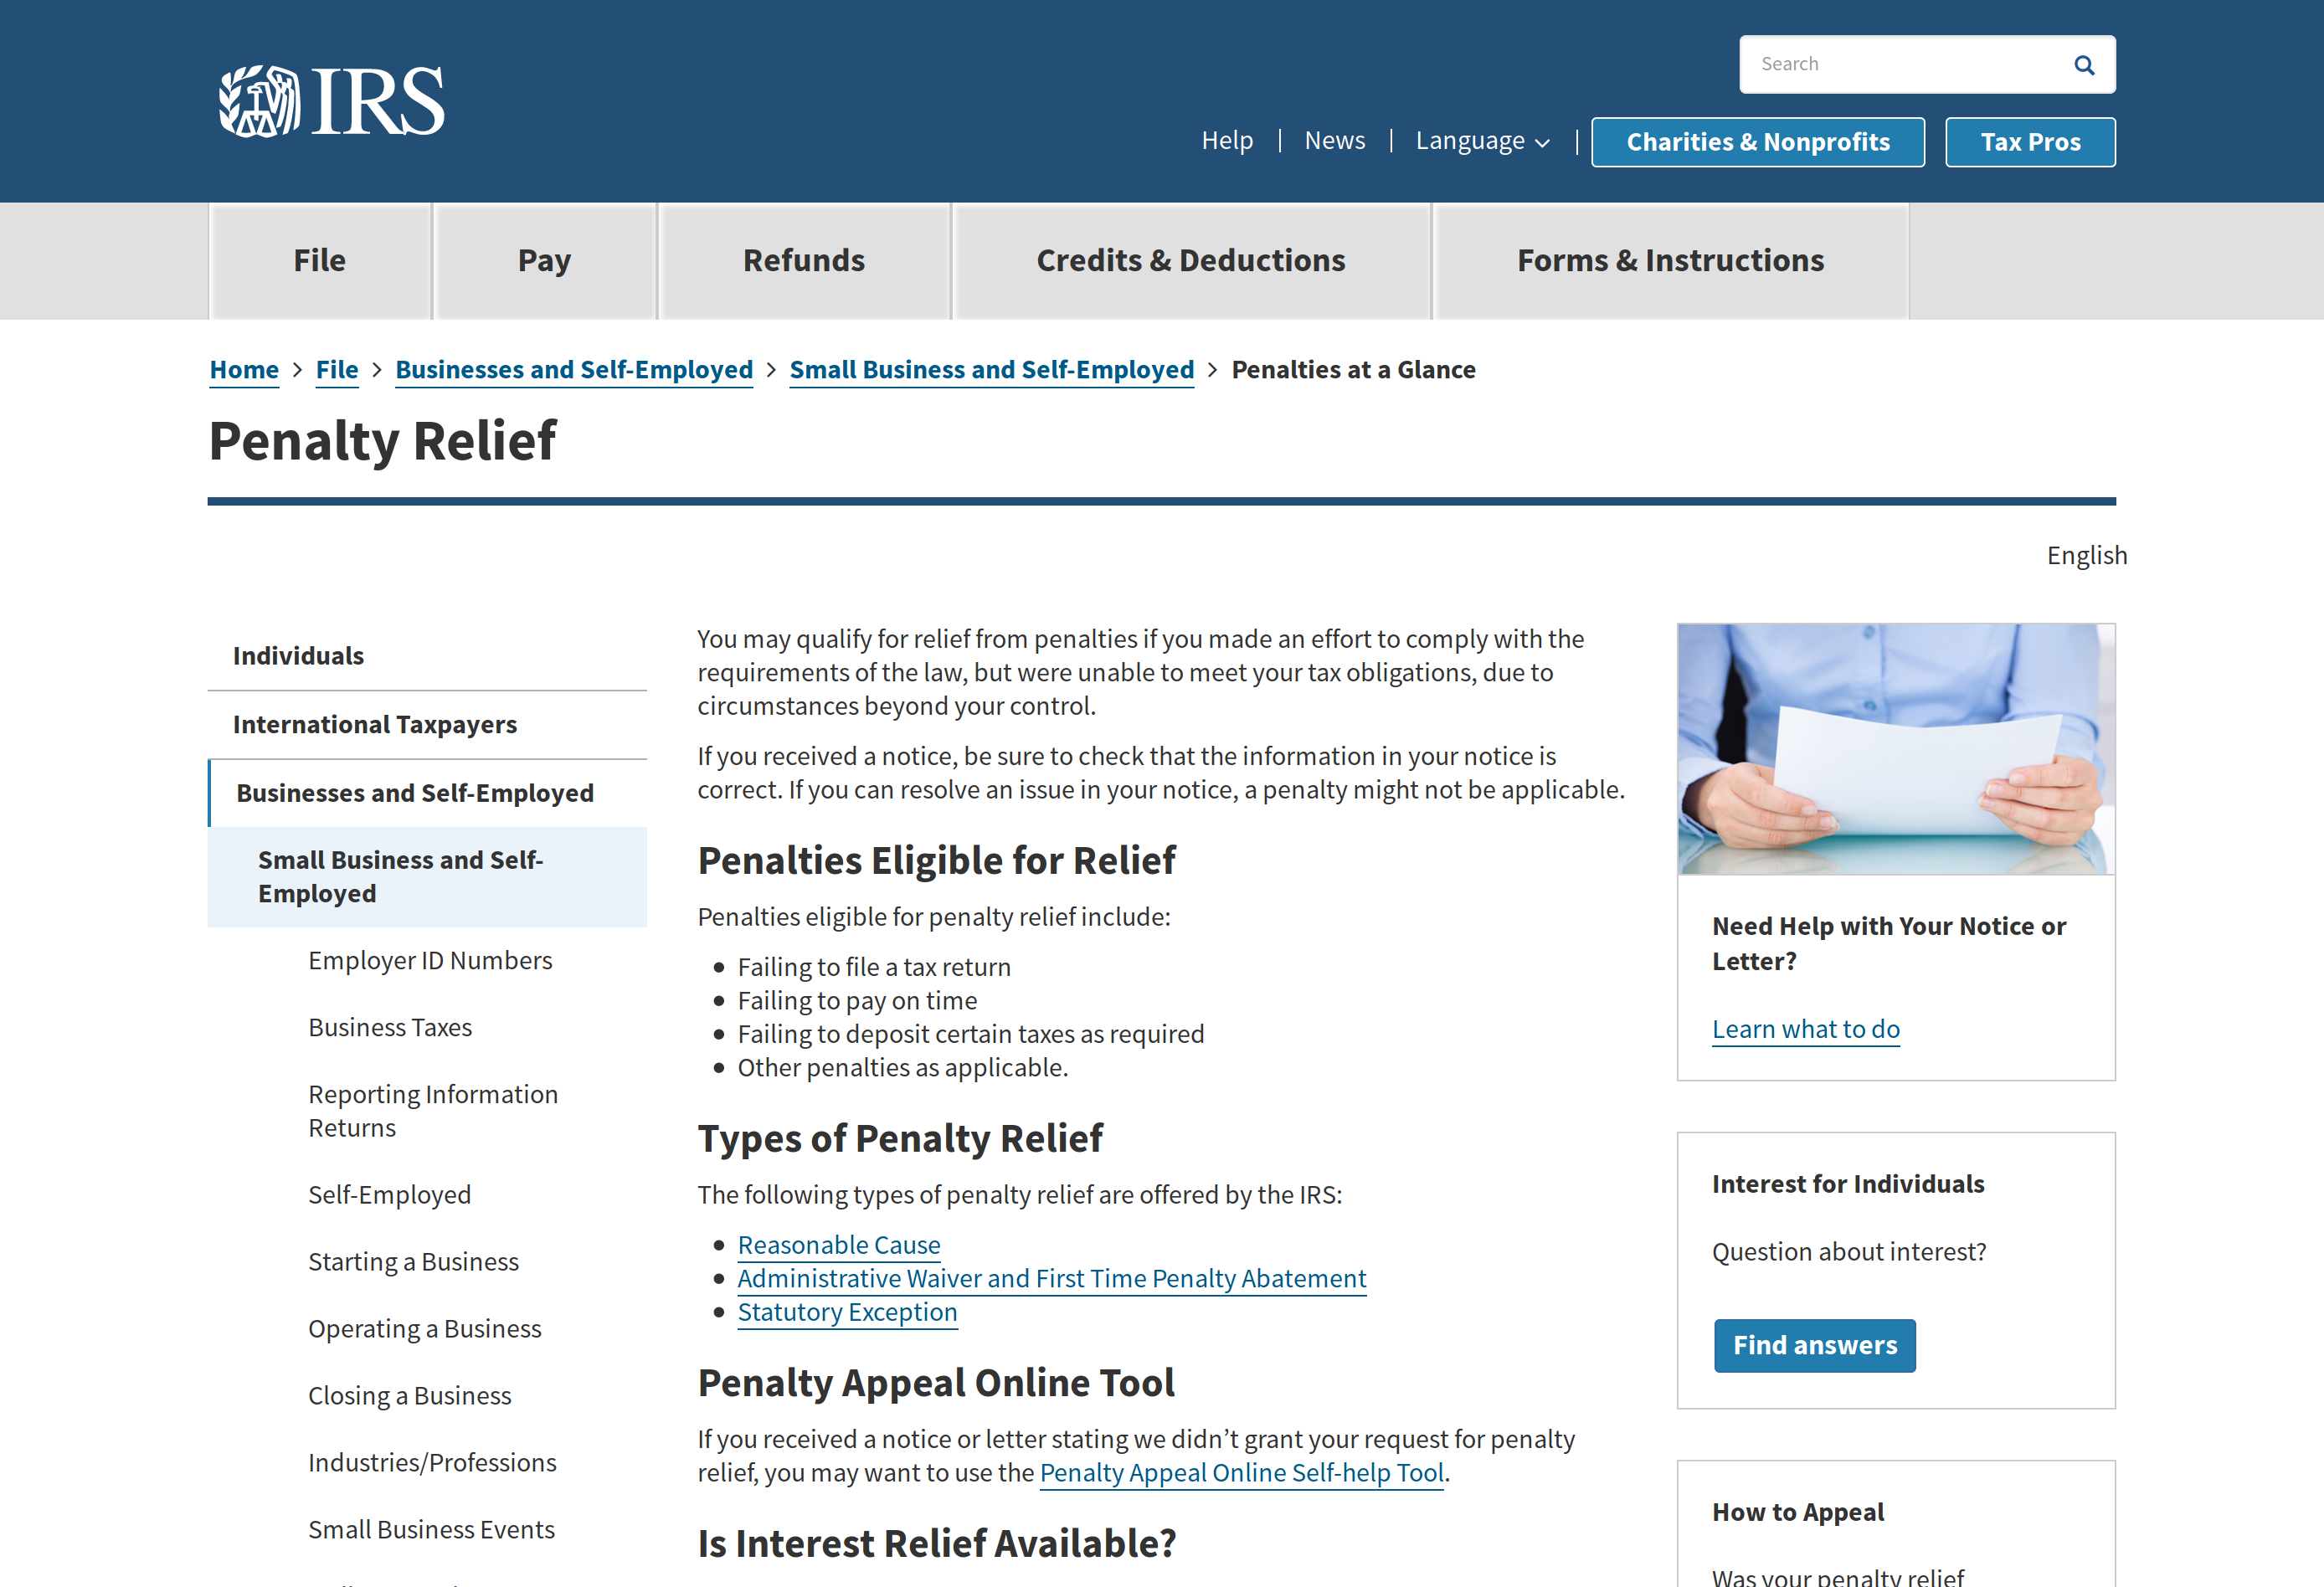 IRS
Search
Help
News
Language
Charities & Nonprofits
Tax Pros
File
Pay
Refunds
Credits & Deductions
Forms & Instructions
Home > File > Businesses and Self-Employed > Small Business and Self-Employed > Penalties at a Glance
Penalty Relief
English
Individuals
International Taxpayers
Businesses and Self-Employed
Small Business and Self-
Employed
Employer ID Numbers
Business Taxes
Reporting Information
Returns
Self-Employed
Starting a Business
Operating a Business
Closing a Business
Industries/Professions
Small Business Events
You may qualify for relief from penalties if you made an effort to comply with the
requirements of the law, but were unable to meet your tax obligations, due to
circumstances beyond your control.
If you received a notice, be sure to check that the information in your notice is
correct. If you can resolve an issue in your notice, a penalty might not be applicable.
Penalties Eligible for Relief
Penalties eligible for penalty relief include:
• Failing to file a tax return
• Failing to pay on time
• Failing to deposit certain taxes as required
• Other penalties as applicable.
Types of Penalty Relief
The following types of penalty relief are offered by the IRS:
• Reasonable Cause
• Administrative Waiver and First Time Penalty Abatement
• Statutory Exception
Penalty Appeal Online Tool
If you received a notice or letter stating we didn’t grant your request for penalty
relief, you may want to use the Penalty Appeal Online Self-help Tool.
Is Interest Relief Available?
Need Help with Your Notice or
Letter?
Learn what to do
Interest for Individuals
Question about interest?
Find answers
How to Appeal
Was your penalty relief